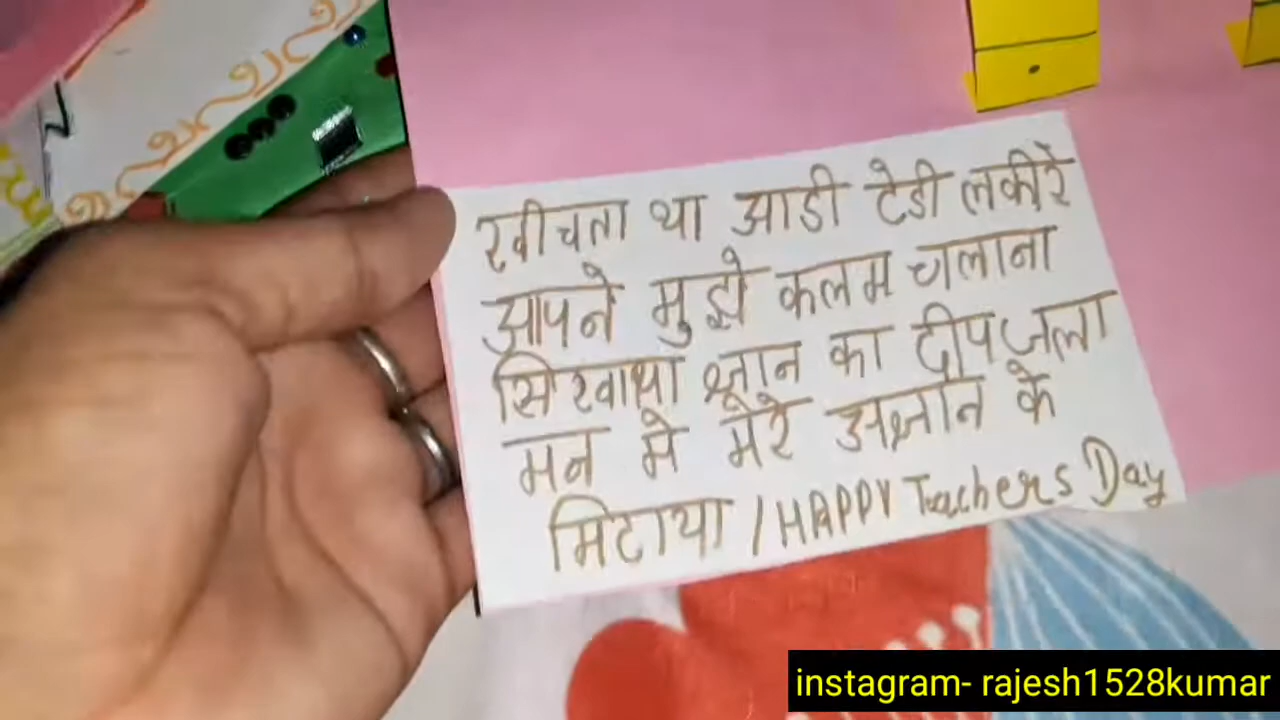 खीचता था आडी टेडी लकीरे
आपने मुझे कलम चलाना
सिखाया ज्ञान का दीप जला
मन मे मेरे अज्ञान के
मिटाया / HAPPY Teachers Day
instagram- rajesh1528kumar